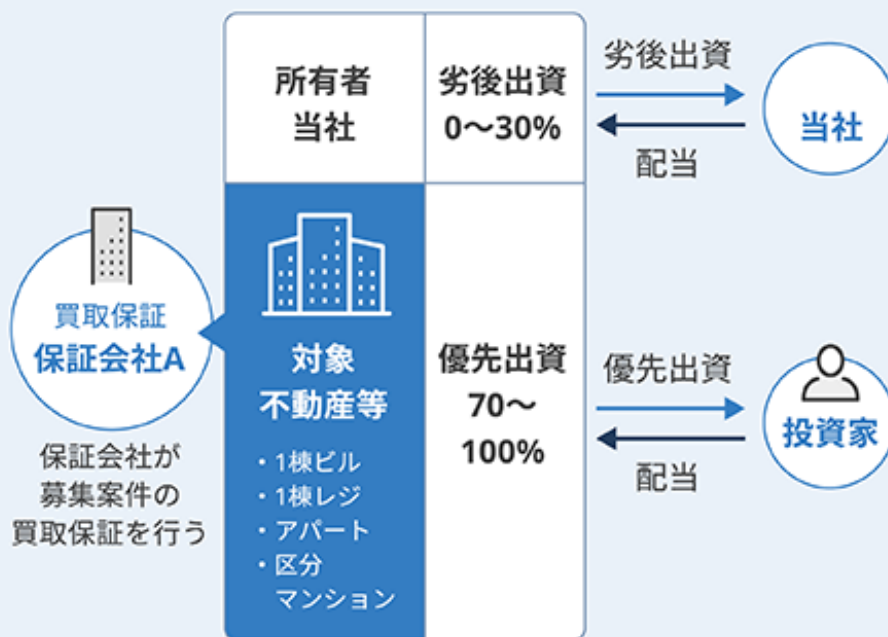 所有者
当社
劣後出資
0〜30%
劣後出資
配当
当社
買取保証
保証会社A
保証会社が
募集案件の
買取保証を行う
対象
不動産等
・1棟ビル
・1棟レジ
・アパート
・区分
マンション
優先出資
70〜
100%
優先出資
配当
投資家